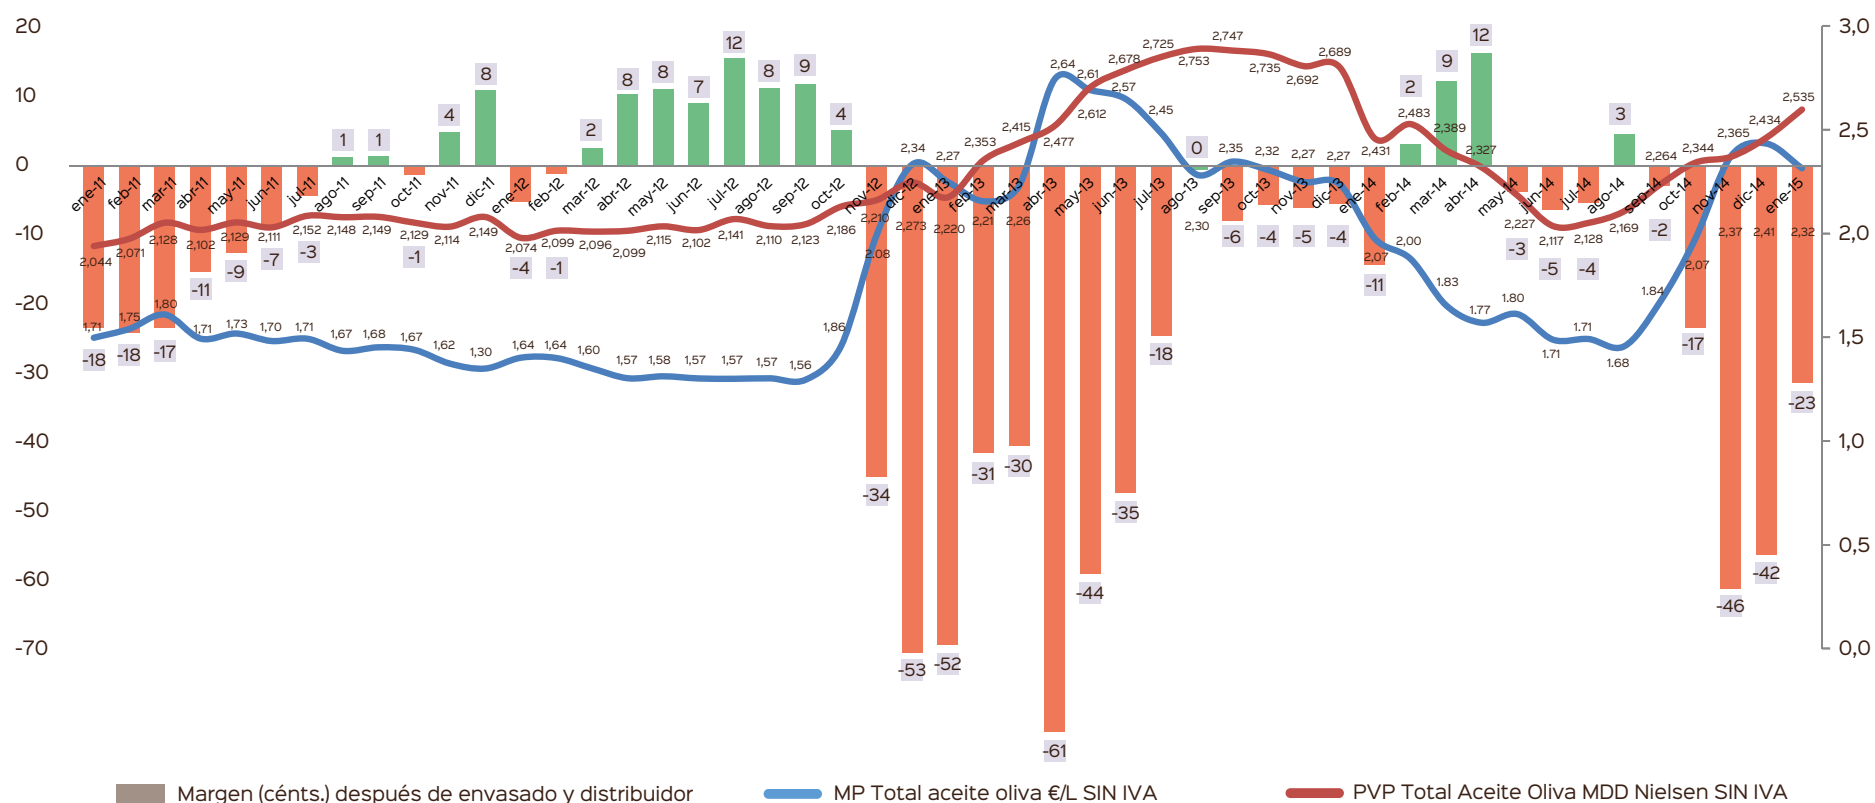 20
10
0
-10
-20
-30
-40
-50
-60
-70
3,0
2,5
2,0
1,5
1,0
0,5
0,0
ene-11 feb-11 mar-11 abr-11 may-11 jun-11 jul-11 ago-11 sep-11 oct-11 nov-11 dic-11 ene-12 feb-12 mar-12 abr-12 may-12 jun-12 jul-12 ago-12 sep-12 oct-12 nov-12 dic-12 ene-13 feb-13 mar-13 abr-13 may-13 jun-13 jul-13 ago-13 sep-13 oct-13 nov-13 dic-13 ene-14 feb-14 mar-14 abr-14 may-14 jun-14 jul-14 ago-14 sep-14 oct-14 nov-14 dic-14 ene-15
-18 -18 -17 -11 -9 -7 -3 1 1 -1 4 8 -4 -1 2 8 8 7 12 8 9 4 -34 -53 -52 -31 -30 -61 -44 -35 -18 0 -6 -4 -5 -4 -11 2 9 12 -3 -5 -4 3 -2 -17 -46 -42 -23
2,044 2,071 2,128 2,102 2,129 2,111 2,152 2,148 2,149 2,129 2,114 2,149 2,074 2,099 2,096 2,099 2,115 2,102 2,141 2,110 2,123 2,186 2,210 2,273 2,220 2,353 2,415 2,477 2,612 2,678 2,725 2,753 2,747 2,735 2,692 2,689 2,431 2,483 2,389 2,327 2,227 2,117 2,128 2,169 2,264 2,344 2,365 2,434 2,535
1,71 1,75 1,80 1,71 1,73 1,70 1,71 1,67 1,68 1,67 1,62 1,30 1,64 1,64 1,60 1,57 1,58 1,57 1,57 1,57 1,56 1,86 2,08 2,34 2,27 2,21 2,26 2,64 2,61 2,57 2,45 2,30 2,35 2,32 2,27 2,27 2,07 2,00 1.83 1.77 1.80 1.71 1.71 1.68 1.84 2,07 2,37 2,41 2,32
Margen (cénts.) después de envasado y distribuidor
MP Total aceite oliva €/L SIN IVA
PVP Total Aceite Oliva MDD Nielsen SIN IVA